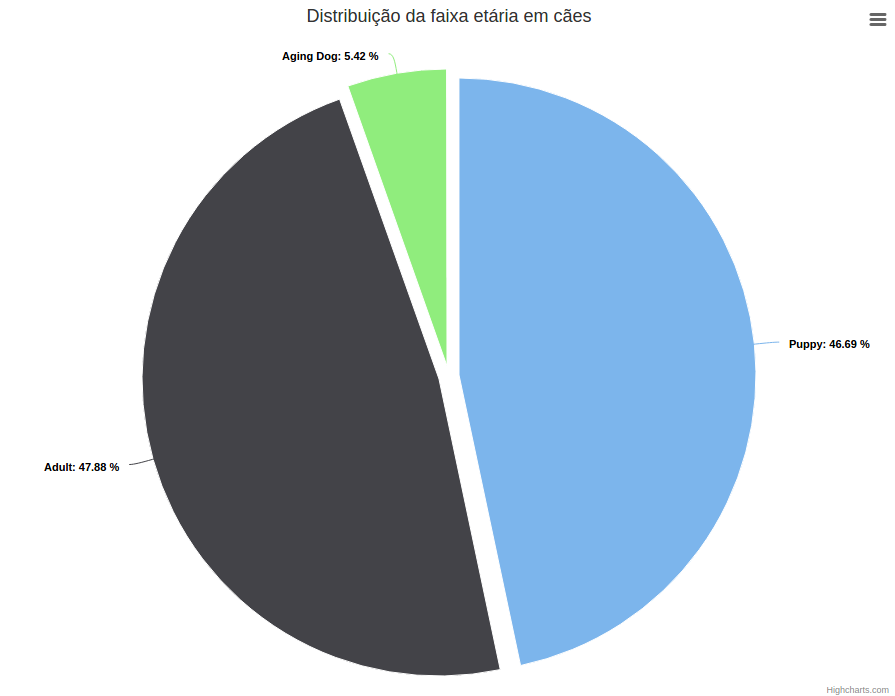 Distribuição da faixa etária em cães
Aging Dog: 5.42 %
Puppy: 46.69 %
Adult: 47.88 %
Highcharts.com